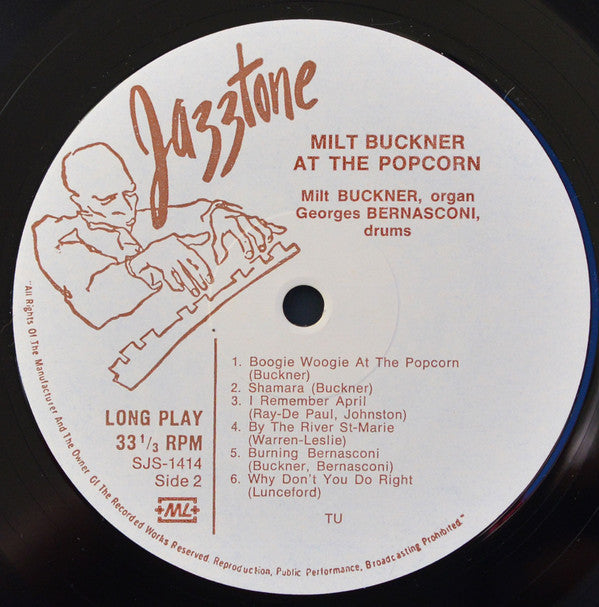 Jazztone
MILT BUCKNER
AT THE POPCORN
Milt BUCKNER, organ
Georges BERNASCONI,
drums
1. Boogie Woogie At The Popcorn
(Buckner)
2. Shamara (Buckner)
3. I Remember April
(Ray-De Paul, Johnston)
4. By The River St-Marie
(Warren-Leslie)
5. Burning Bernasconi
(Buckner, Bernasconi)
6. Why Don't You Do Right
(Lunceford)
TU
LONG PLAY
33 1/3 RPM
SJS-1414
Side 2
ML
"All Rights Of The Manufacturer And The Owner Of The Recorded Works Reserved. Reproduction, Public Performance, Broadcasting Prohibited."